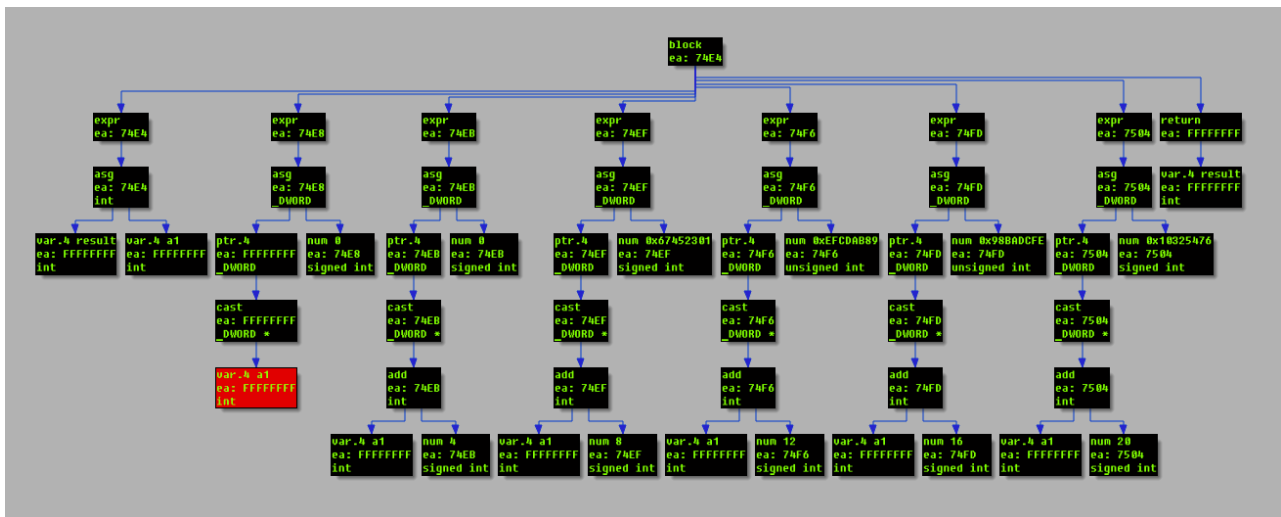 block
ea: 74E4
expr
ea: 74E4
expr
ea: 74E8
expr
ea: 74EB
expr
ea: 74EF
expr
ea: 74F6
expr
ea: 74FD
expr
ea: 7504
return
ea: FFFFFFFF
asg
ea: 74E4
int
asg
ea: 74E8
_DWORD
asg
ea: 74EB
_DWORD
asg
ea: 74EF
_DWORD
asg
ea: 74F6
_DWORD
asg
ea: 74FD
_DWORD
asg
ea: 7504
_DWORD
var.4 result
ea: FFFFFFFF
int
var.4 result
ea: FFFFFFFF
int
var.4 a1
ea: FFFFFFFF
int
ptr.4
ea: FFFFFFFF
_DWORD
num 0
ea: 74E8
signed int
ptr.4
ea: 74EB
_DWORD
num 0
ea: 74EB
signed int
ptr.4
ea: 74EF
_DWORD
num 0x67452301
ea: 74EF
signed int
ptr.4
ea: 74F6
_DWORD
num 0xEFCDAB89
ea: 74F6
unsigned int
ptr.4
ea: 74FD
_DWORD
num 0x98BADCFE
ea: 74FD
unsigned int
ptr.4
ea: 7504
_DWORD
num 0x10325476
ea: 7504
signed int
cast
ea: FFFFFFFF
_DWORD *
cast
ea: 74EB
_DWORD *
cast
ea: 74EF
_DWORD *
cast
ea: 74F6
_DWORD *
cast
ea: 74FD
_DWORD *
cast
ea: 7504
_DWORD *
var.4 a1
ea: FFFFFFFF
int
add
ea: 74EB
int
add
ea: 74EF
int
add
ea: 74F6
int
add
ea: 74FD
int
add
ea: 7504
int
var.4 a1
ea: FFFFFFFF
int
num 4
ea: 74EB
signed int
var.4 a1
ea: FFFFFFFF
int
num 8
ea: 74EF
signed int
var.4 a1
ea: FFFFFFFF
int
num 12
ea: 74F6
signed int
var.4 a1
ea: FFFFFFFF
int
num 16
ea: 74FD
signed int
var.4 a1
ea: FFFFFFFF
int
num 20
ea: 7504
signed int